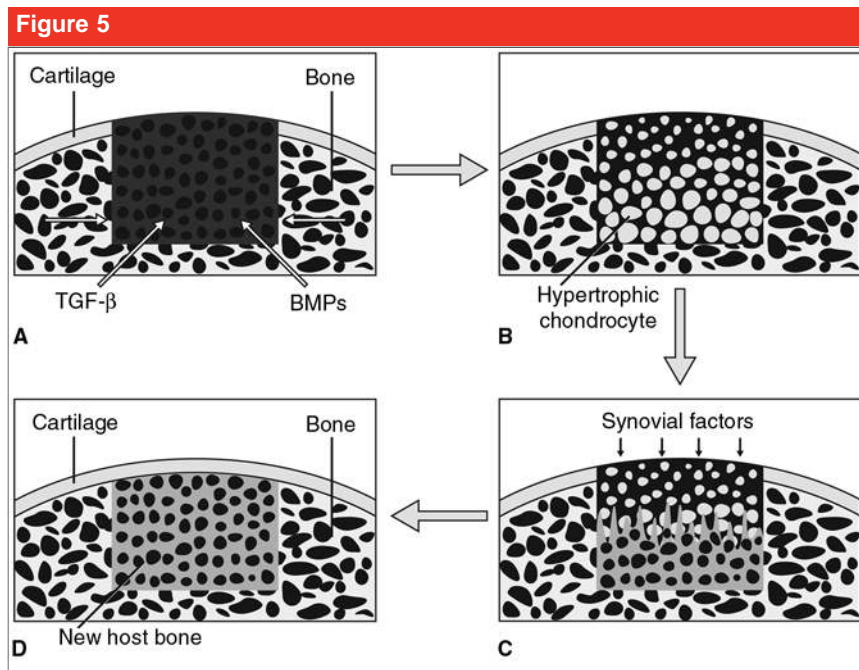 Figure 5
Cartilage
Bone
TGF-β
BMPs
A
Hypertrophic
chondrocyte
B
Cartilage
Bone
New host bone
D
Synovial factors
C